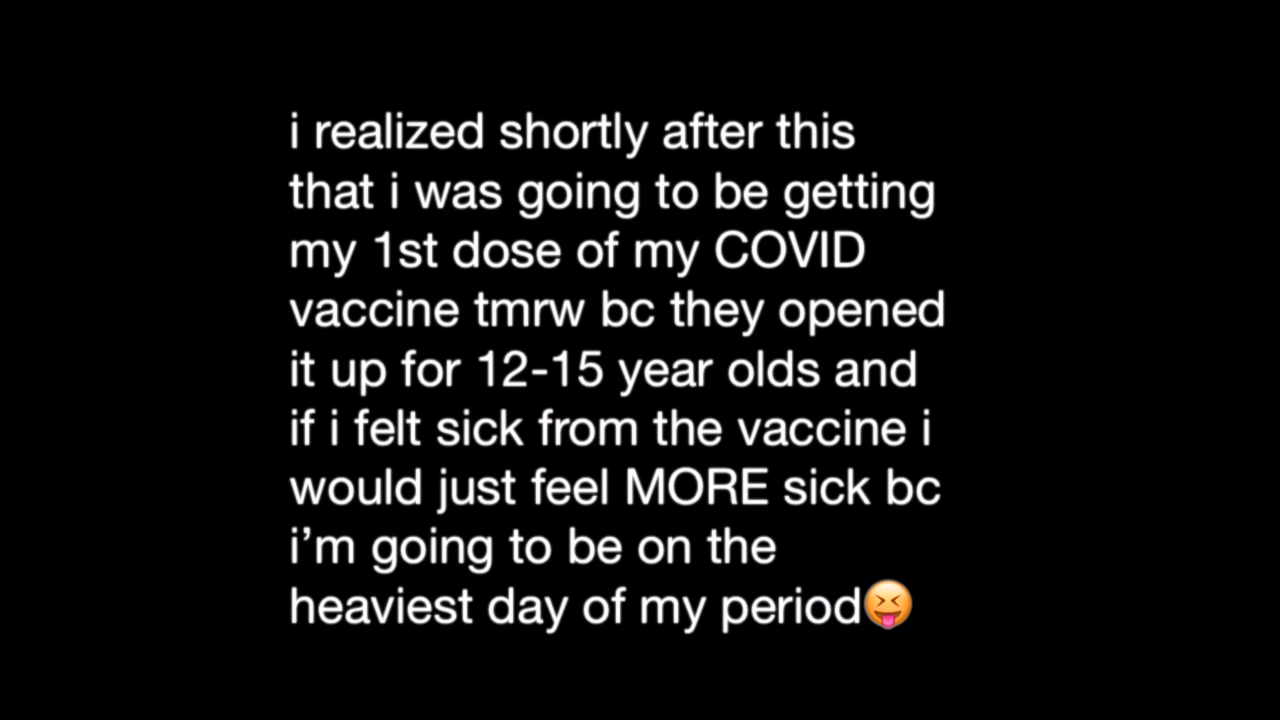 i realized shortly after this
that i was going to be getting
my 1st dose of my COVID
vaccine tmrw bc they opened
it up for 12-15 year olds and
if i felt sick from the vaccine i
would just feel MORE sick bc
i’m going to be on the
heaviest day of my period😝